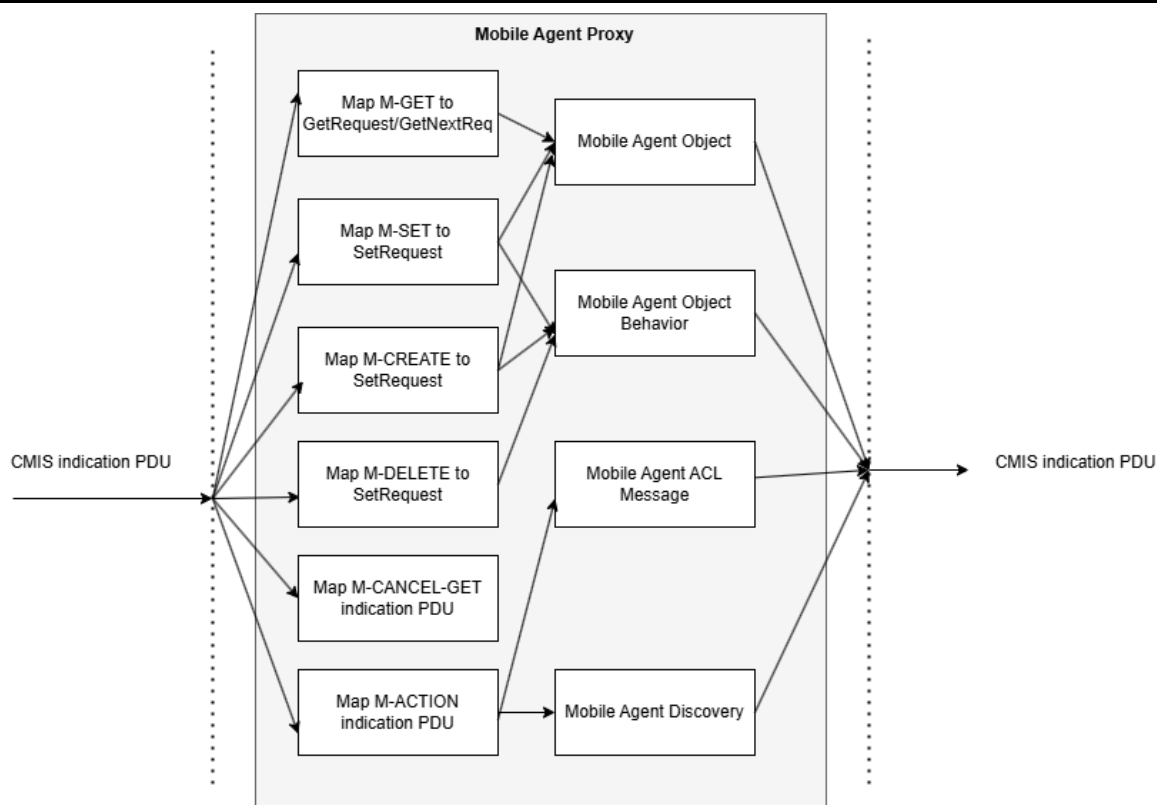 Mobile Agent Proxy
Map M-GET to
GetRequest/GetNextReq
Mobile Agent Object
Map M-SET to
SetRequest
Mobile Agent Object
Behavior
Map M-CREATE to
SetRequest
CMIS indication PDU
Map M-DELETE to
SetRequest
Mobile Agent ACL
Message
CMIS indication PDU
Map M-CANCEL-GET
indication PDU
Map M-ACTION
indication PDU
Mobile Agent Discovery